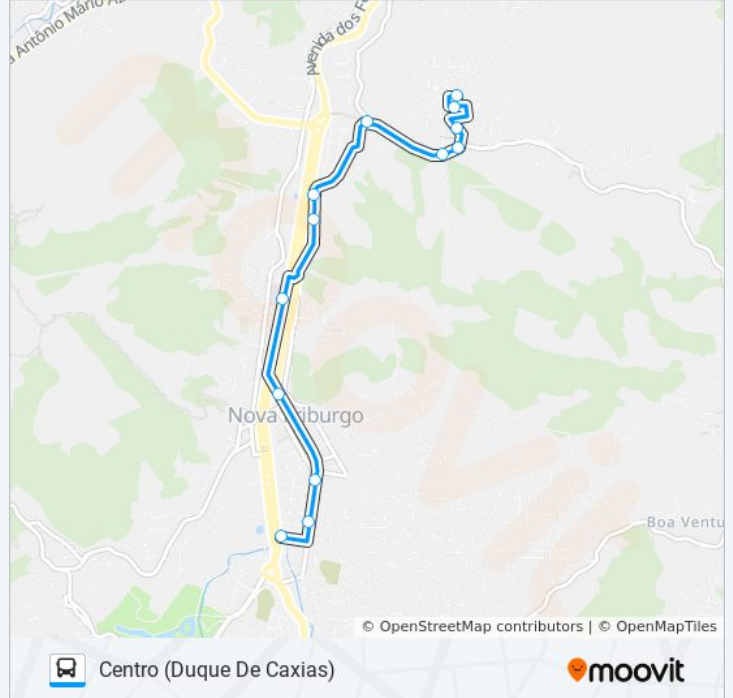 Antônio Mário
Avenida dos F
Nova Friburgo
Boa Ventu
© OpenStreetMap contributors | © OpenMapTiles
Centro (Duque De Caxias)
moovit